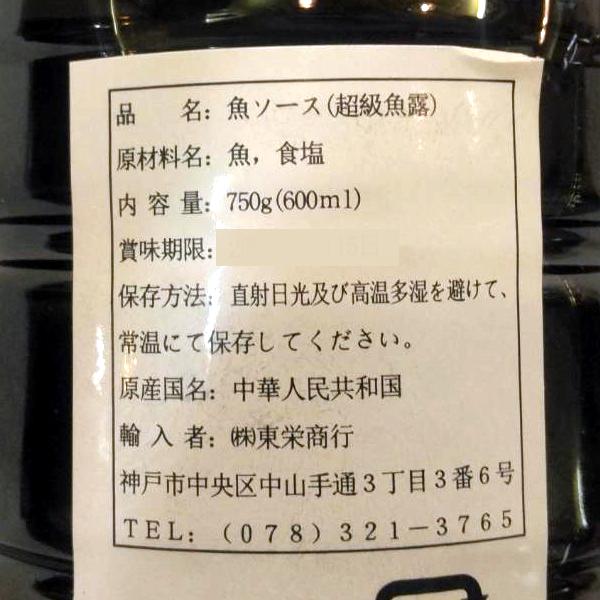 品 名: 魚ソース(超級魚露)
原材料名: 魚, 食塩
内 容 量: 750g(600ml)
賞味期限:
保存方法: 直射日光及び高温多湿を避けて、
常温にて保存してください。
原産国名: 中華人民共和国
輸 入 者: ㈱東栄商行
神戸市中央区中山手通3丁目3番6号
TEL: (078)321-3765